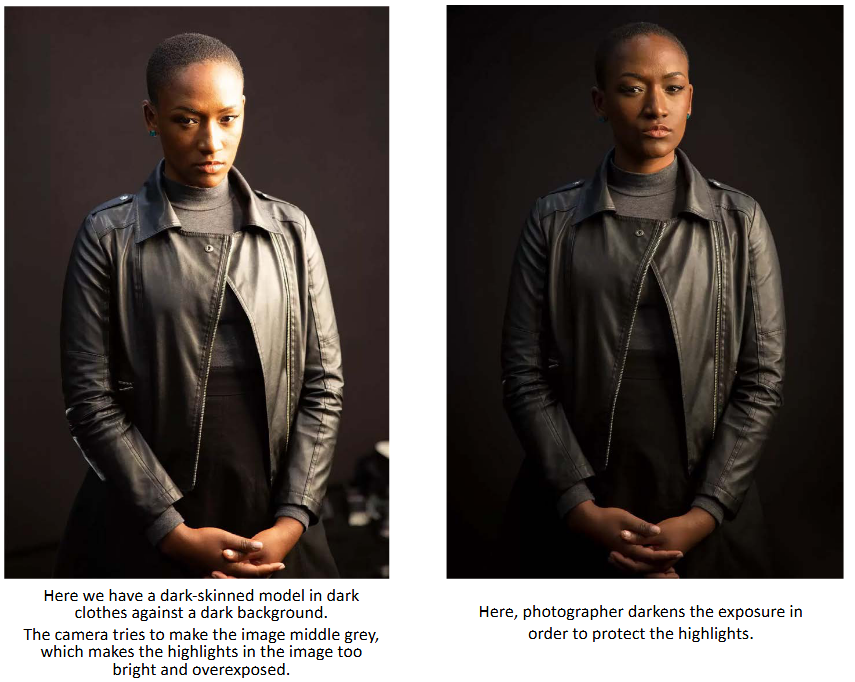 Here we have a dark-skinned model in dark
clothes against a dark background.
The camera tries to make the image middle grey,
which makes the highlights in the image too
bright and overexposed.
Here, photographer darkens the exposure in
order to protect the highlights.